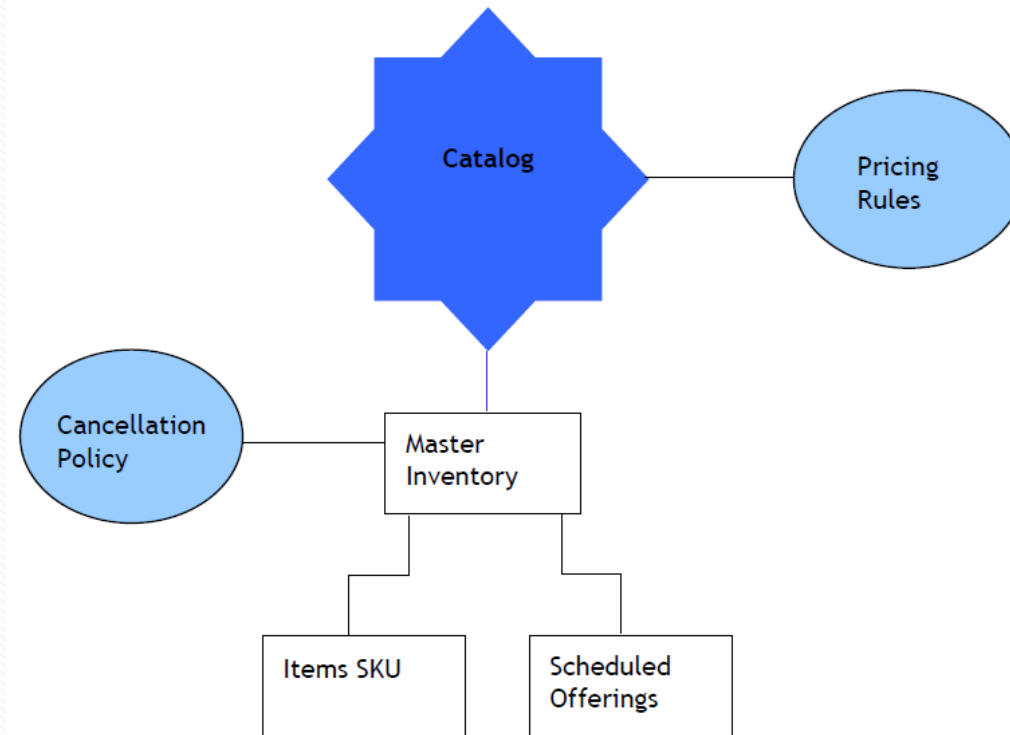 Catalog
Pricing
Rules
Cancellation
Policy
Master
Inventory
Items SKU
Scheduled
Offerings